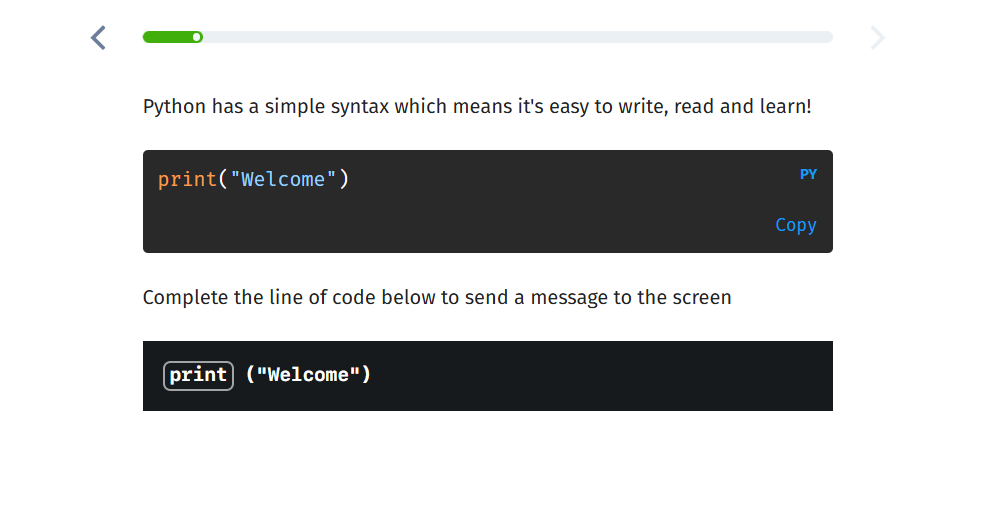 Python has a simple syntax which means it's easy to write, read and learn!
print("Welcome")
PY
Copy
Complete the line of code below to send a message to the screen
print ("Welcome")